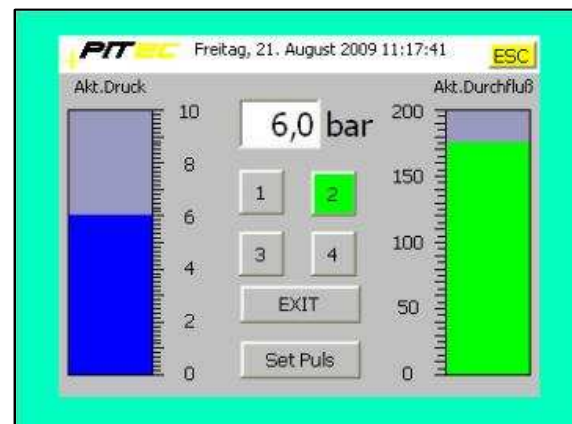 PITEC Freitag, 21. August 2009 11:17:41 ESC
Akt.Druck Akt.Durchfluß
10 6,0 bar 200
8 1 2 150
6
4 3 4 100
EXIT
2 50
Set Puls
0 0